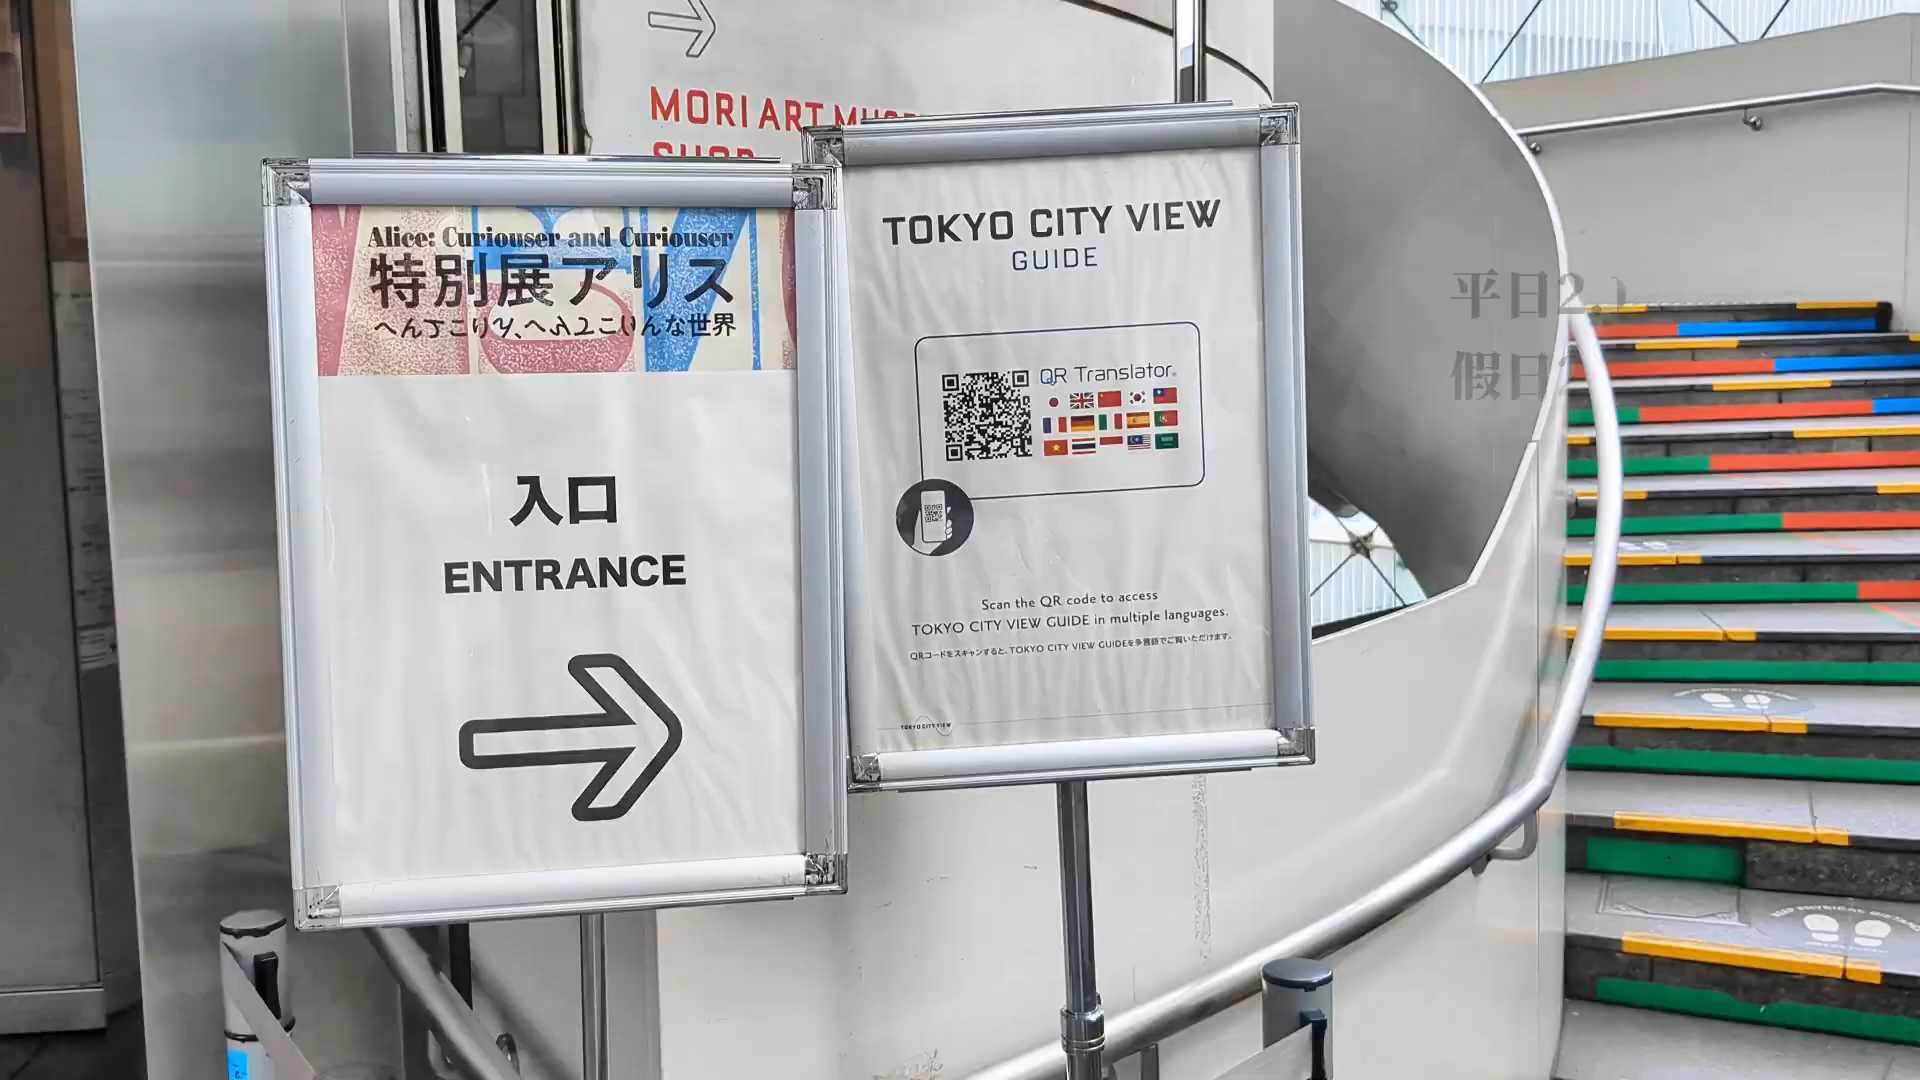 MORI ART
Alice: Curiouser and Curiouser
特別展アリス
へんてこりん、へんてこりんな世界
入口
ENTRANCE
TOKYO CITY VIEW
GUIDE
QR Translator
Scan the QR code to access
TOKYO CITY VIEW GUIDE in multiple languages.
QRコードをスキャンすると、TOKYO CITY VIEW GUIDEを多言語でご覧いただけます。
TOKYO CITY VIEW
平日2
假日